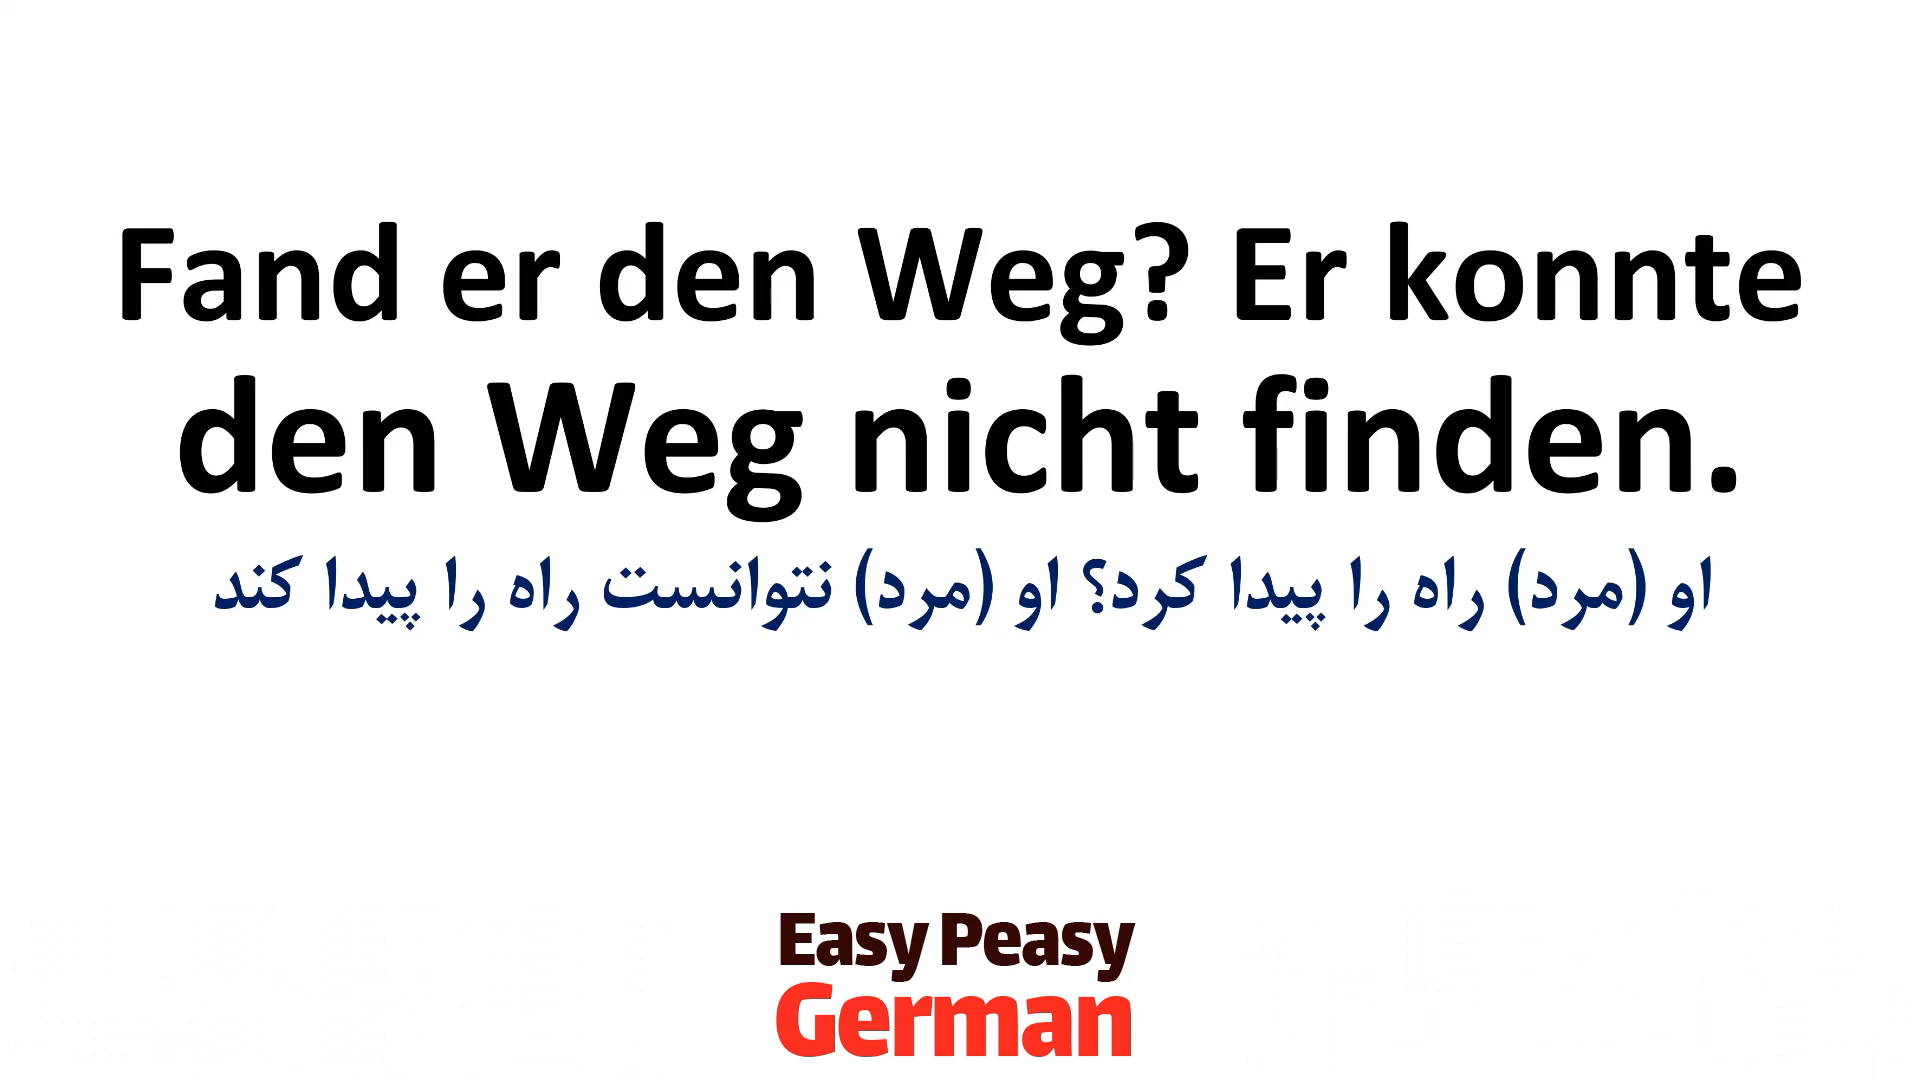 Fand er den Weg? Er konnte
den Weg nicht finden.
او (مرد) راه را پیدا کرد؟ او (مرد) نتوانست راه را پیدا کند
Easy Peasy
German